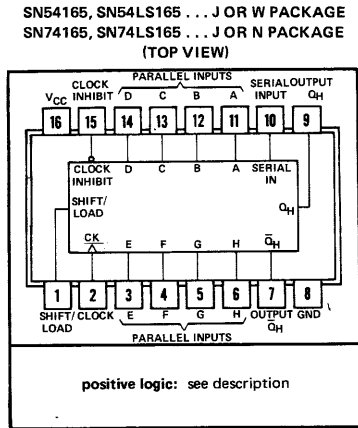 SN54165, SN54LS165 . . . J OR W PACKAGE
SN74165, SN74LS165 . . . J OR N PACKAGE
(TOP VIEW)
PARALLEL INPUTS
CLOCK SERIAL OUTPUT
VCC INHIBIT D C B A INPUT QH
16 15 14 13 12 11 10 9
CLOCK INHIBIT D C B A SERIAL IN
SHIFT/LOAD QH
CK E F G H Q̅H
1 2 3 4 5 6 7 8
SHIFT/LOAD CLOCK E F G H OUTPUT Q̅H GND
PARALLEL INPUTS
positive logic: see description